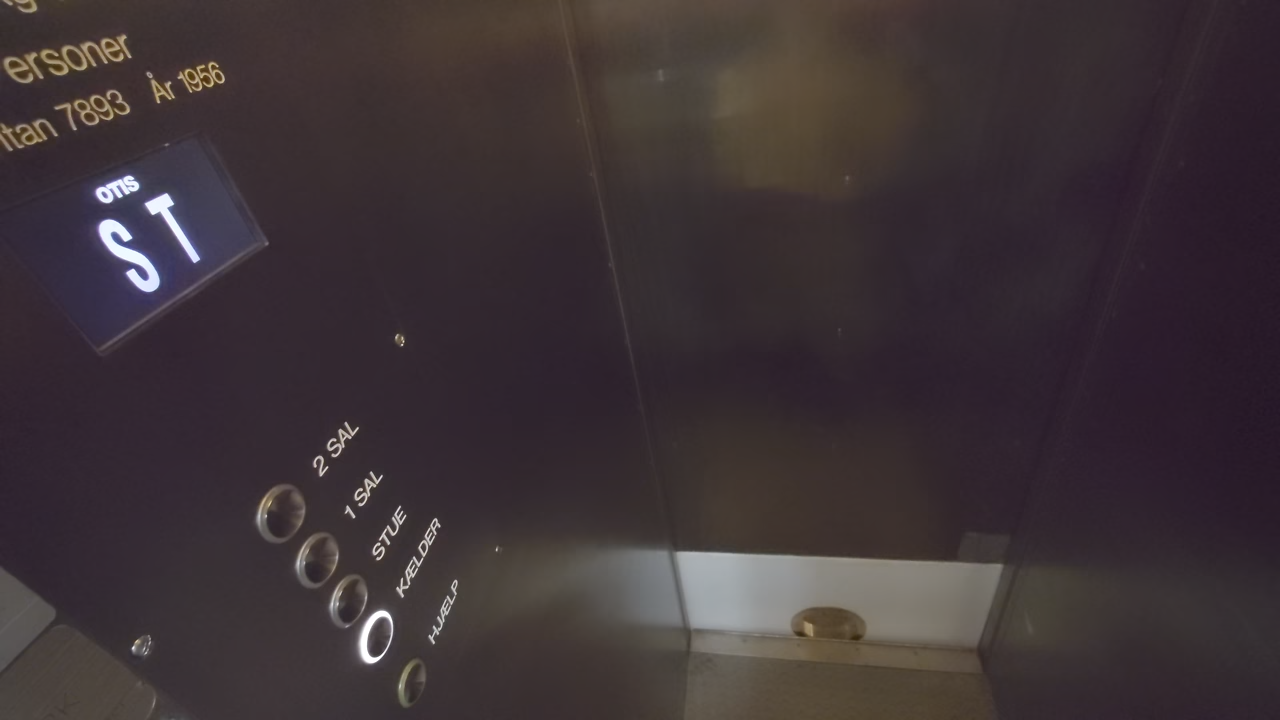 ersoner
itan 7893 År 1956
OTIS
ST
2 SAL
1 SAL
STUE
KÆLDER
HJÆLP